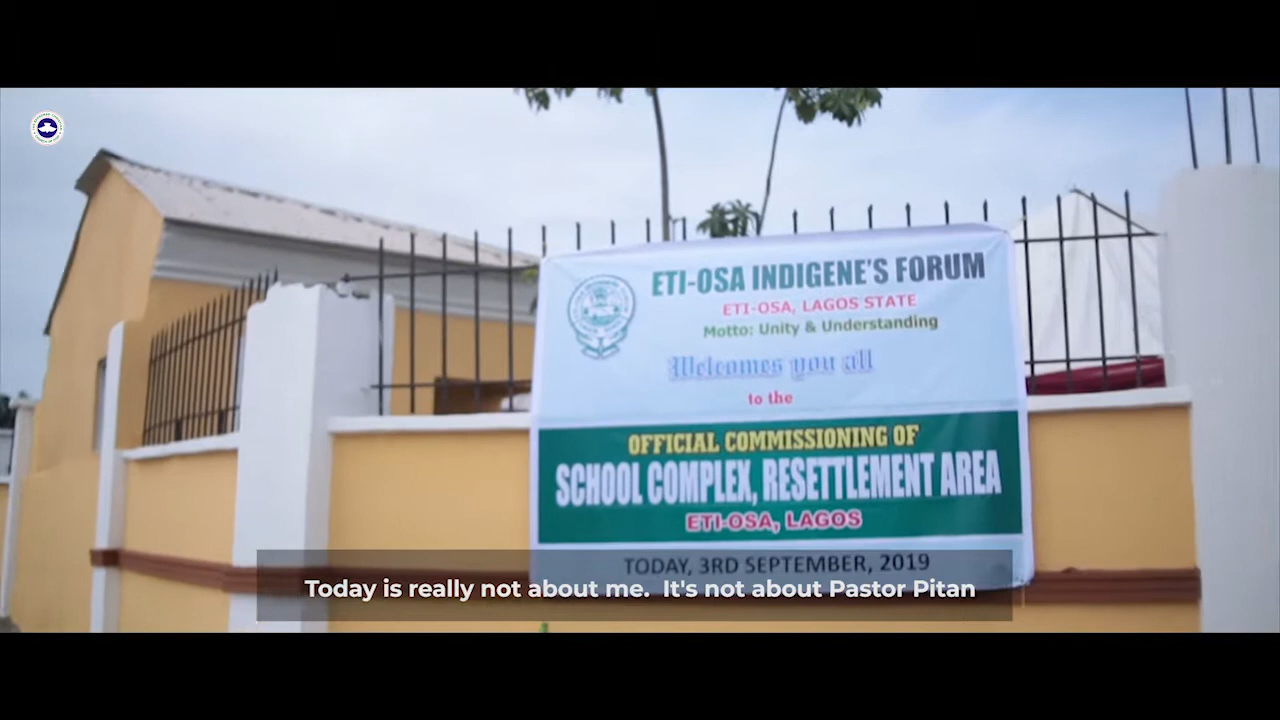 ETI-OSA INDIGENE'S FORUM
ETI-OSA, LAGOS STATE
Motto: Unity & Understanding
Welcomes you all
to the
OFFICIAL COMMISSIONING OF
SCHOOL COMPLEX, RESETTLEMENT AREA
ETI-OSA, LAGOS
TODAY, 3RD SEPTEMBER, 2019
Today is really not about me. It's not about Pastor Pitan